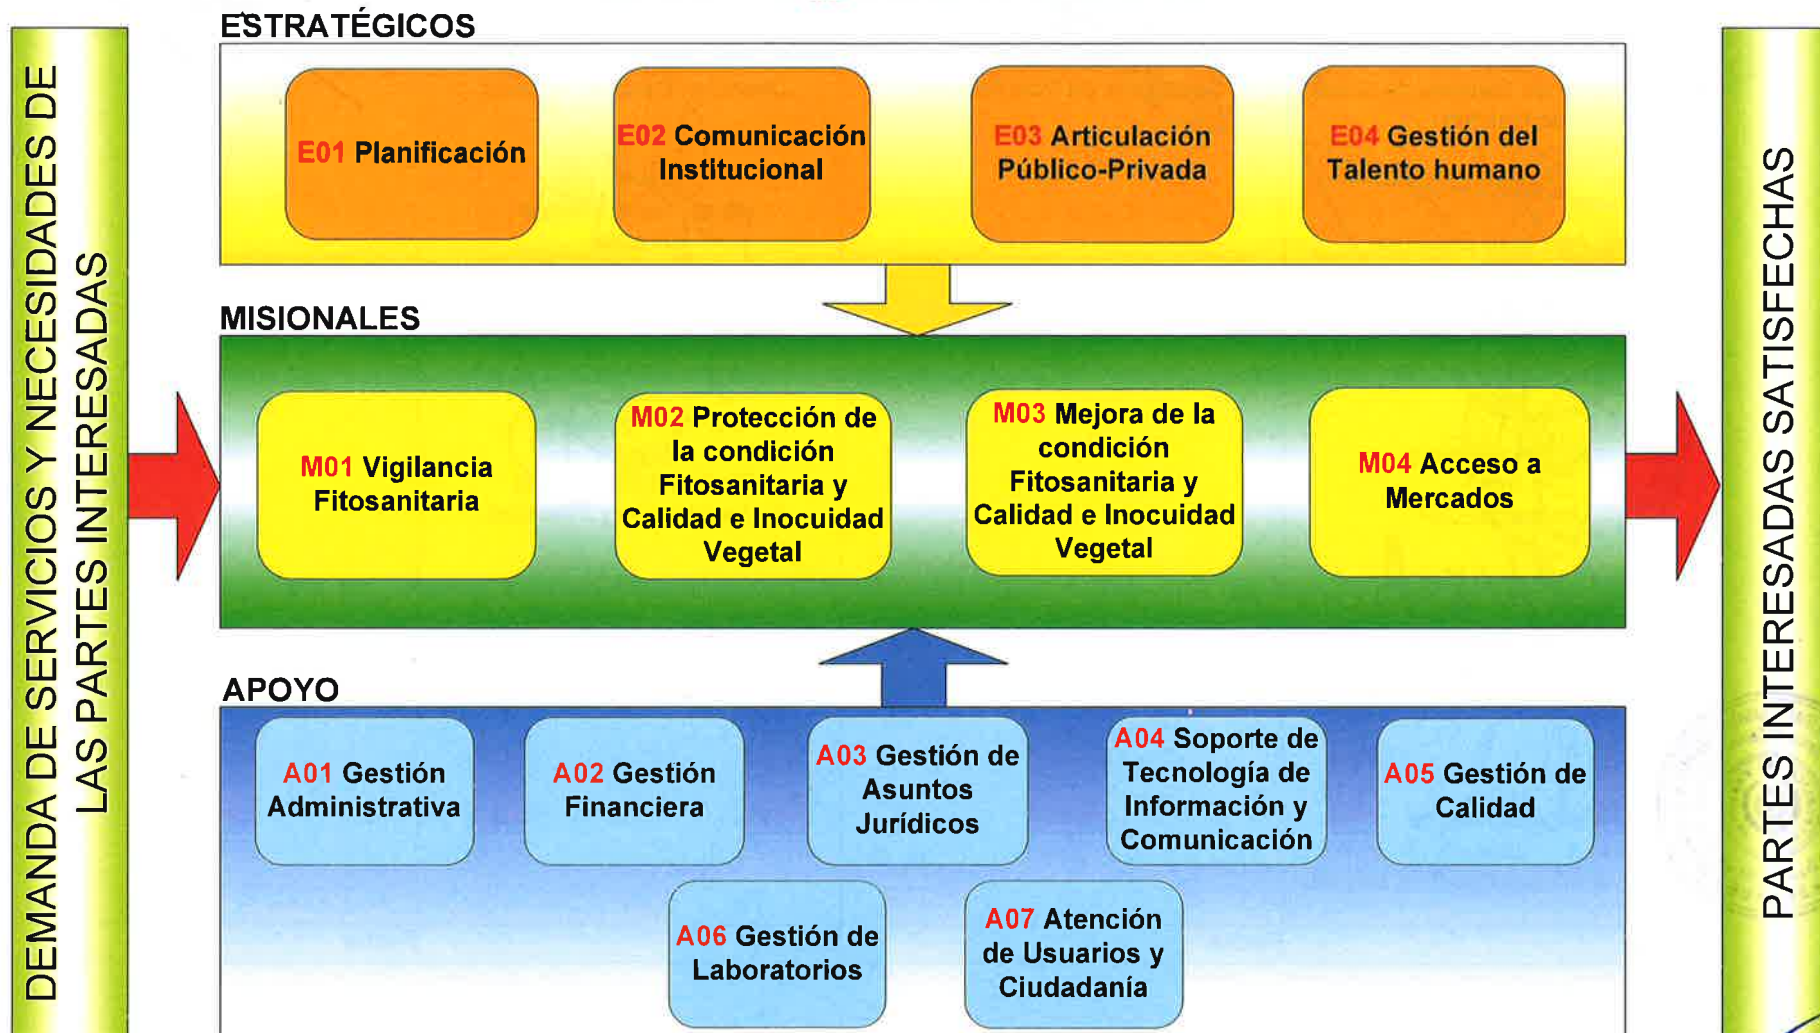 DEMANDA DE SERVICIOS Y NECESIDADES DE
LAS PARTES INTERESADAS
ESTRATÉGICOS
E01 Planificación
E02 Comunicación
Institucional
E03 Articulación
Público-Privada
E04 Gestión del
Talento humano
MISIONALES
M01 Vigilancia
Fitosanitaria
M02 Protección de
la condición
Fitosanitaria y
Calidad e Inocuidad
Vegetal
M03 Mejora de la
condición
Fitosanitaria y
Calidad e Inocuidad
Vegetal
M04 Acceso a
Mercados
APOYO
A01 Gestión
Administrativa
A02 Gestión
Financiera
A03 Gestión de
Asuntos
Jurídicos
A04 Soporte de
Tecnología de
Información y
Comunicación
A05 Gestión de
Calidad
A06 Gestión de
Laboratorios
A07 Atención
de Usuarios y
Ciudadanía
PARTES INTERESADAS SATISFECHAS